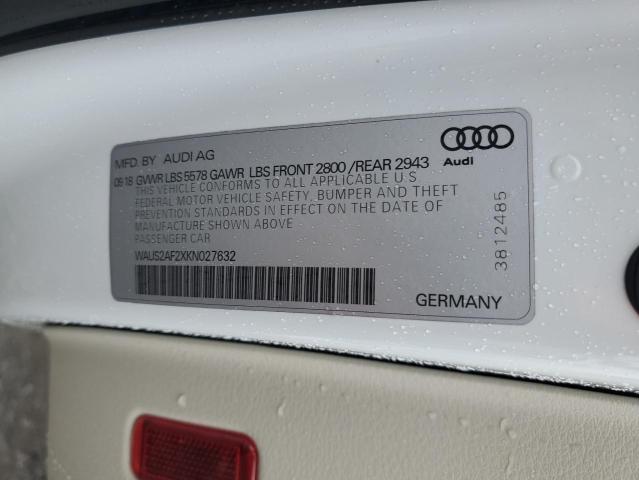 MFD. BY AUDI AG
09 18 GVWR LBS 5578 GAWR LBS FRONT 2800 /REAR 2943
THIS VEHICLE CONFORMS TO ALL APPLICABLE U S
FEDERAL MOTOR VEHICLE SAFETY, BUMPER AND THEFT
PREVENTION STANDARDS IN EFFECT ON THE DATE OF
MANUFACTURE SHOWN ABOVE
PASSENGER CAR
WAUS2AF2XKN027632
Audi
3812485
GERMANY